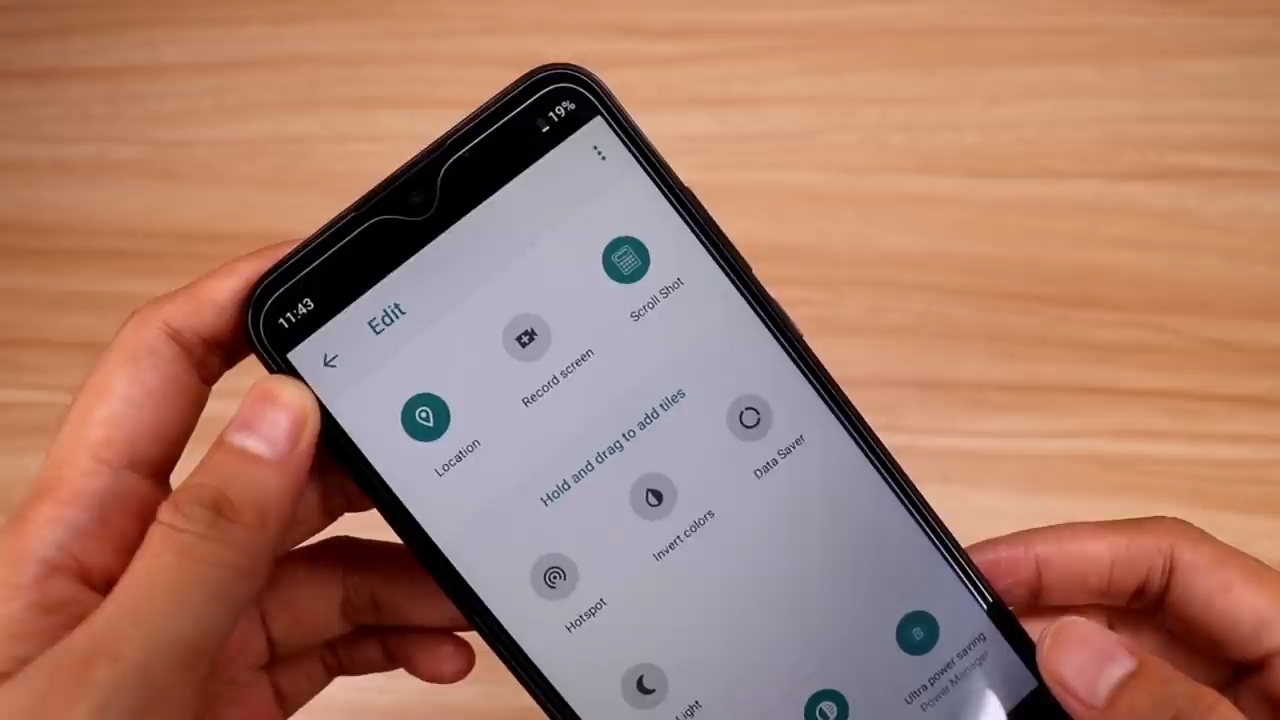 11:43
19%
Edit
Location
Record screen
Scroll Shot
Hold and drag to add tiles
Hotspot
Invert colors
Data Saver
Light
Ultra power saving
Power Manager